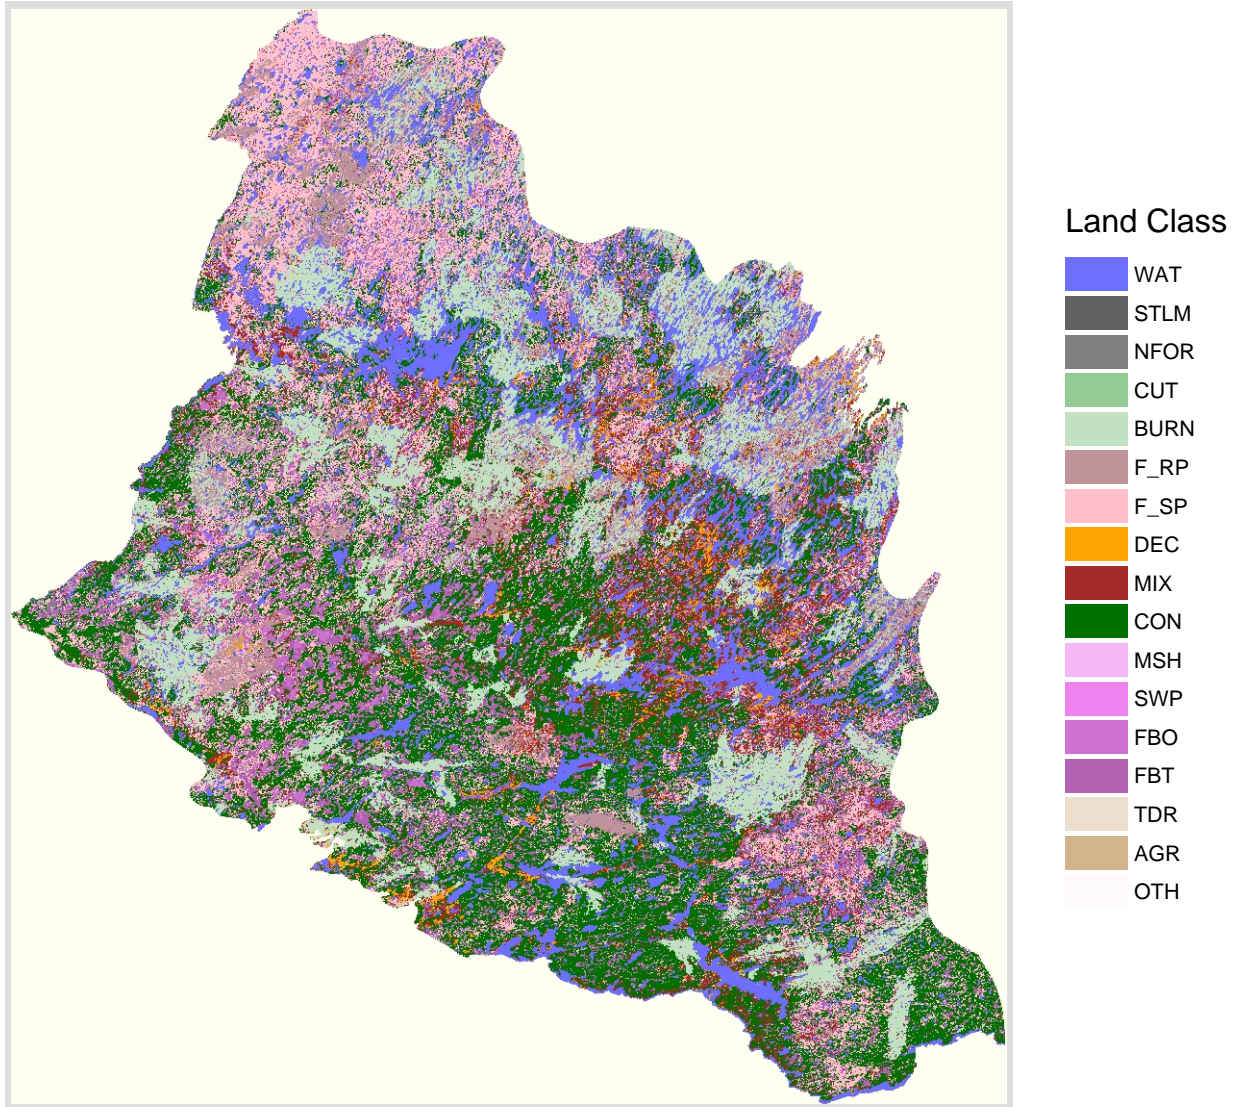 Land Class
WAT
STLM
NFOR
CUT
BURN
F_RP
F_SP
DEC
MIX
CON
MSH
SWP
FBO
FBT
TDR
AGR
OTH